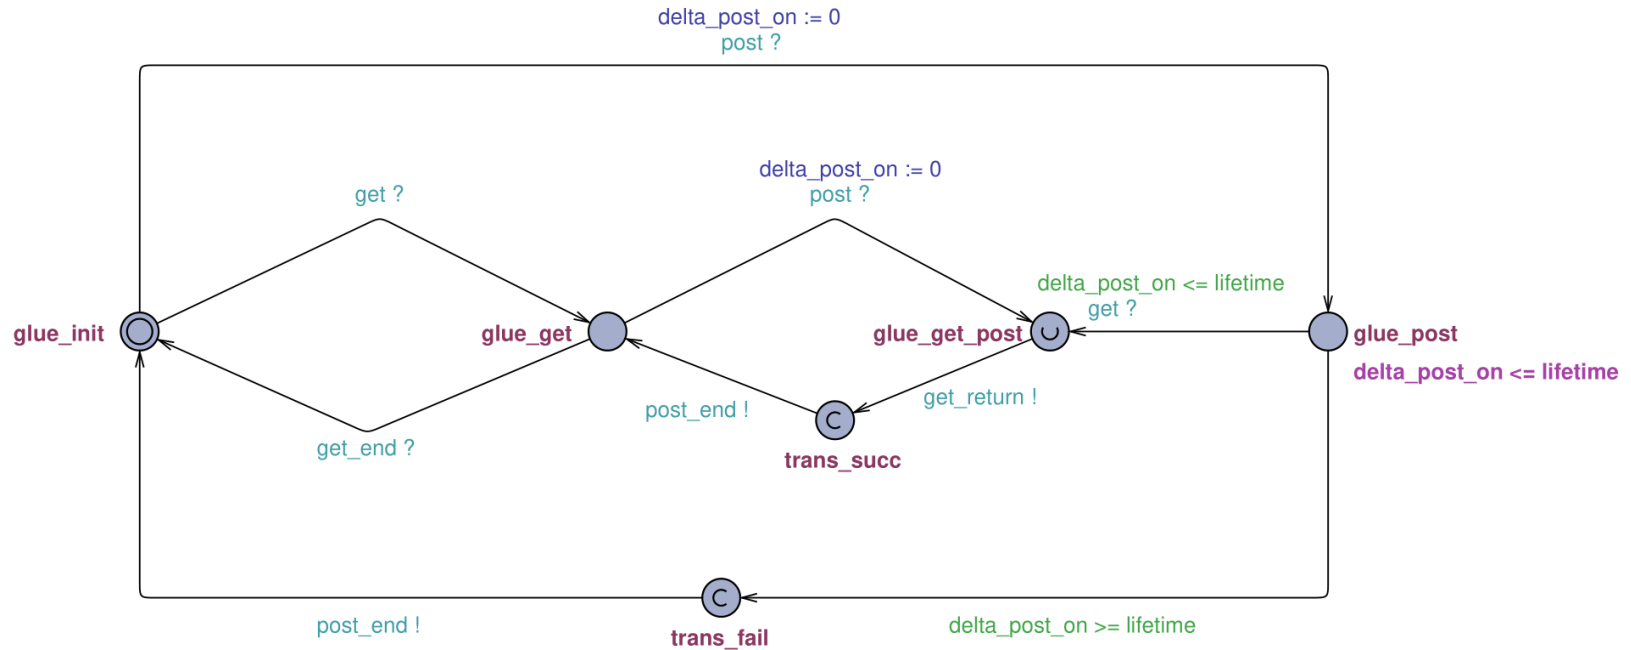 delta_post_on := 0
post ?
delta_post_on := 0
get ?
post ?
delta_post_on <= lifetime
get ?
glue_init
glue_get
glue_get_post
glue_post
delta_post_on <= lifetime
get_return !
post_end !
get_end ?
C
trans_succ
C
post_end !
trans_fail
delta_post_on >= lifetime